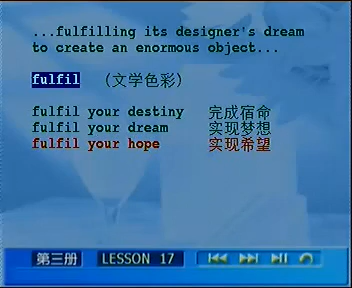 ...fulfilling its designer's dream
to create an enormous object...
fulfil （文学色彩）
fulfil your destiny 完成宿命
fulfil your dream 实现梦想
fulfil your hope 实现希望
第三册 LESSON 17